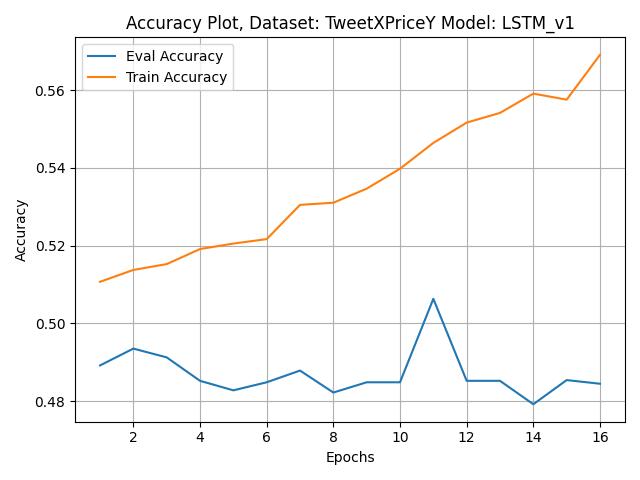 Accuracy Plot, Dataset: TweetXPriceY Model: LSTM_v1
Eval Accuracy
Train Accuracy
0.56
0.54
0.52
0.50
0.48
Accuracy
2 4 6 8 10 12 14 16
Epochs